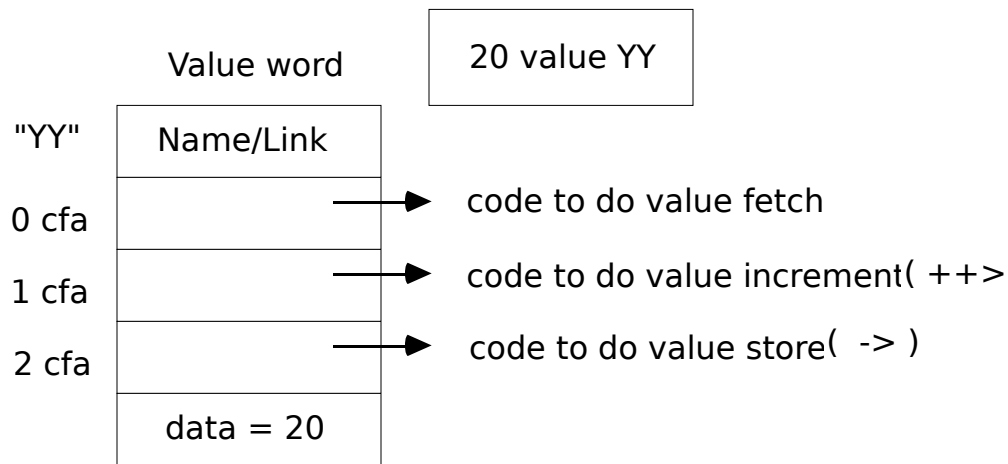 20 value YY
Value word
"YY"
Name/Link
0 cfa
code to do value fetch
1 cfa
code to do value increment( ++>
2 cfa
code to do value store( -> )
data = 20